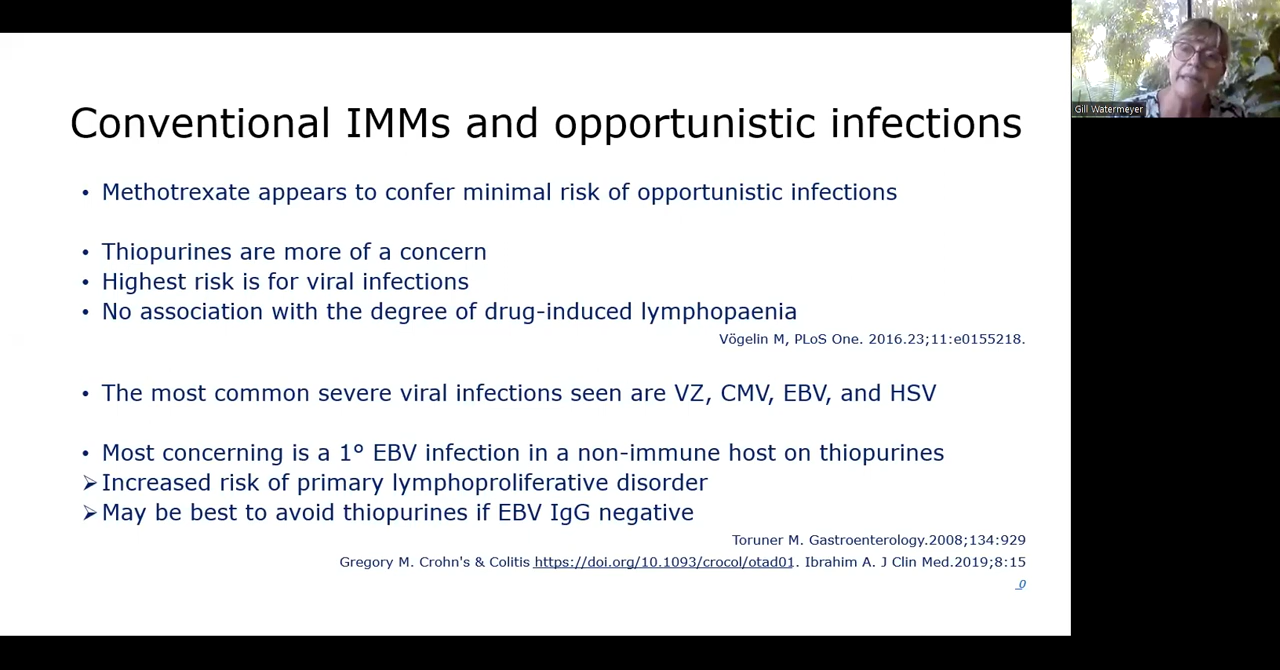 Conventional IMMs and opportunistic infections
• Methotrexate appears to confer minimal risk of opportunistic infections
• Thiopurines are more of a concern
• Highest risk is for viral infections
• No association with the degree of drug-induced lymphopaenia
Vögelin M, PLoS One. 2016.23;11:e0155218.
• The most common severe viral infections seen are VZ, CMV, EBV, and HSV
• Most concerning is a 1° EBV infection in a non-immune host on thiopurines
➢ Increased risk of primary lymphoproliferative disorder
➢ May be best to avoid thiopurines if EBV IgG negative
Toruner M. Gastroenterology.2008;134:929
Gregory M. Crohn's & Colitis https://doi.org/10.1093/crocol/otad01. Ibrahim A. J Clin Med.2019;8:15
0
Gill Watermeyer